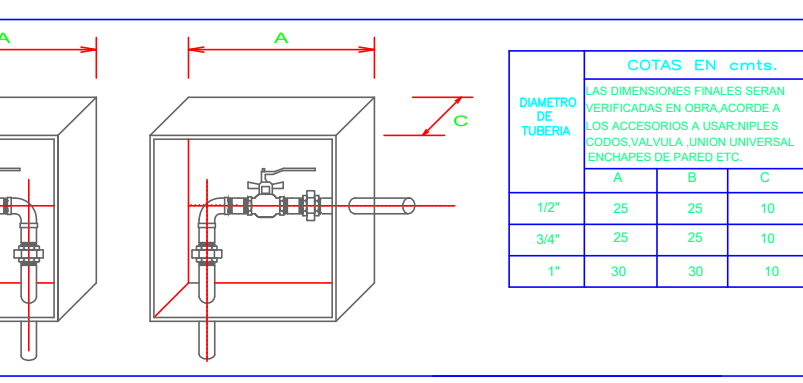 A
A
C
COTAS EN cmts.
DIAMETRO
DE
TUBERIA
LAS DIMENSIONES FINALES SERAN
VERIFICADAS EN OBRA,ACORDE A
LOS ACCESORIOS A USAR:NIPLES
CODOS,VALVULA ,UNION UNIVERSAL
ENCHAPES DE PARED ETC.
A B C
1/2" 25 25 10
3/4" 25 25 10
1" 30 30 10